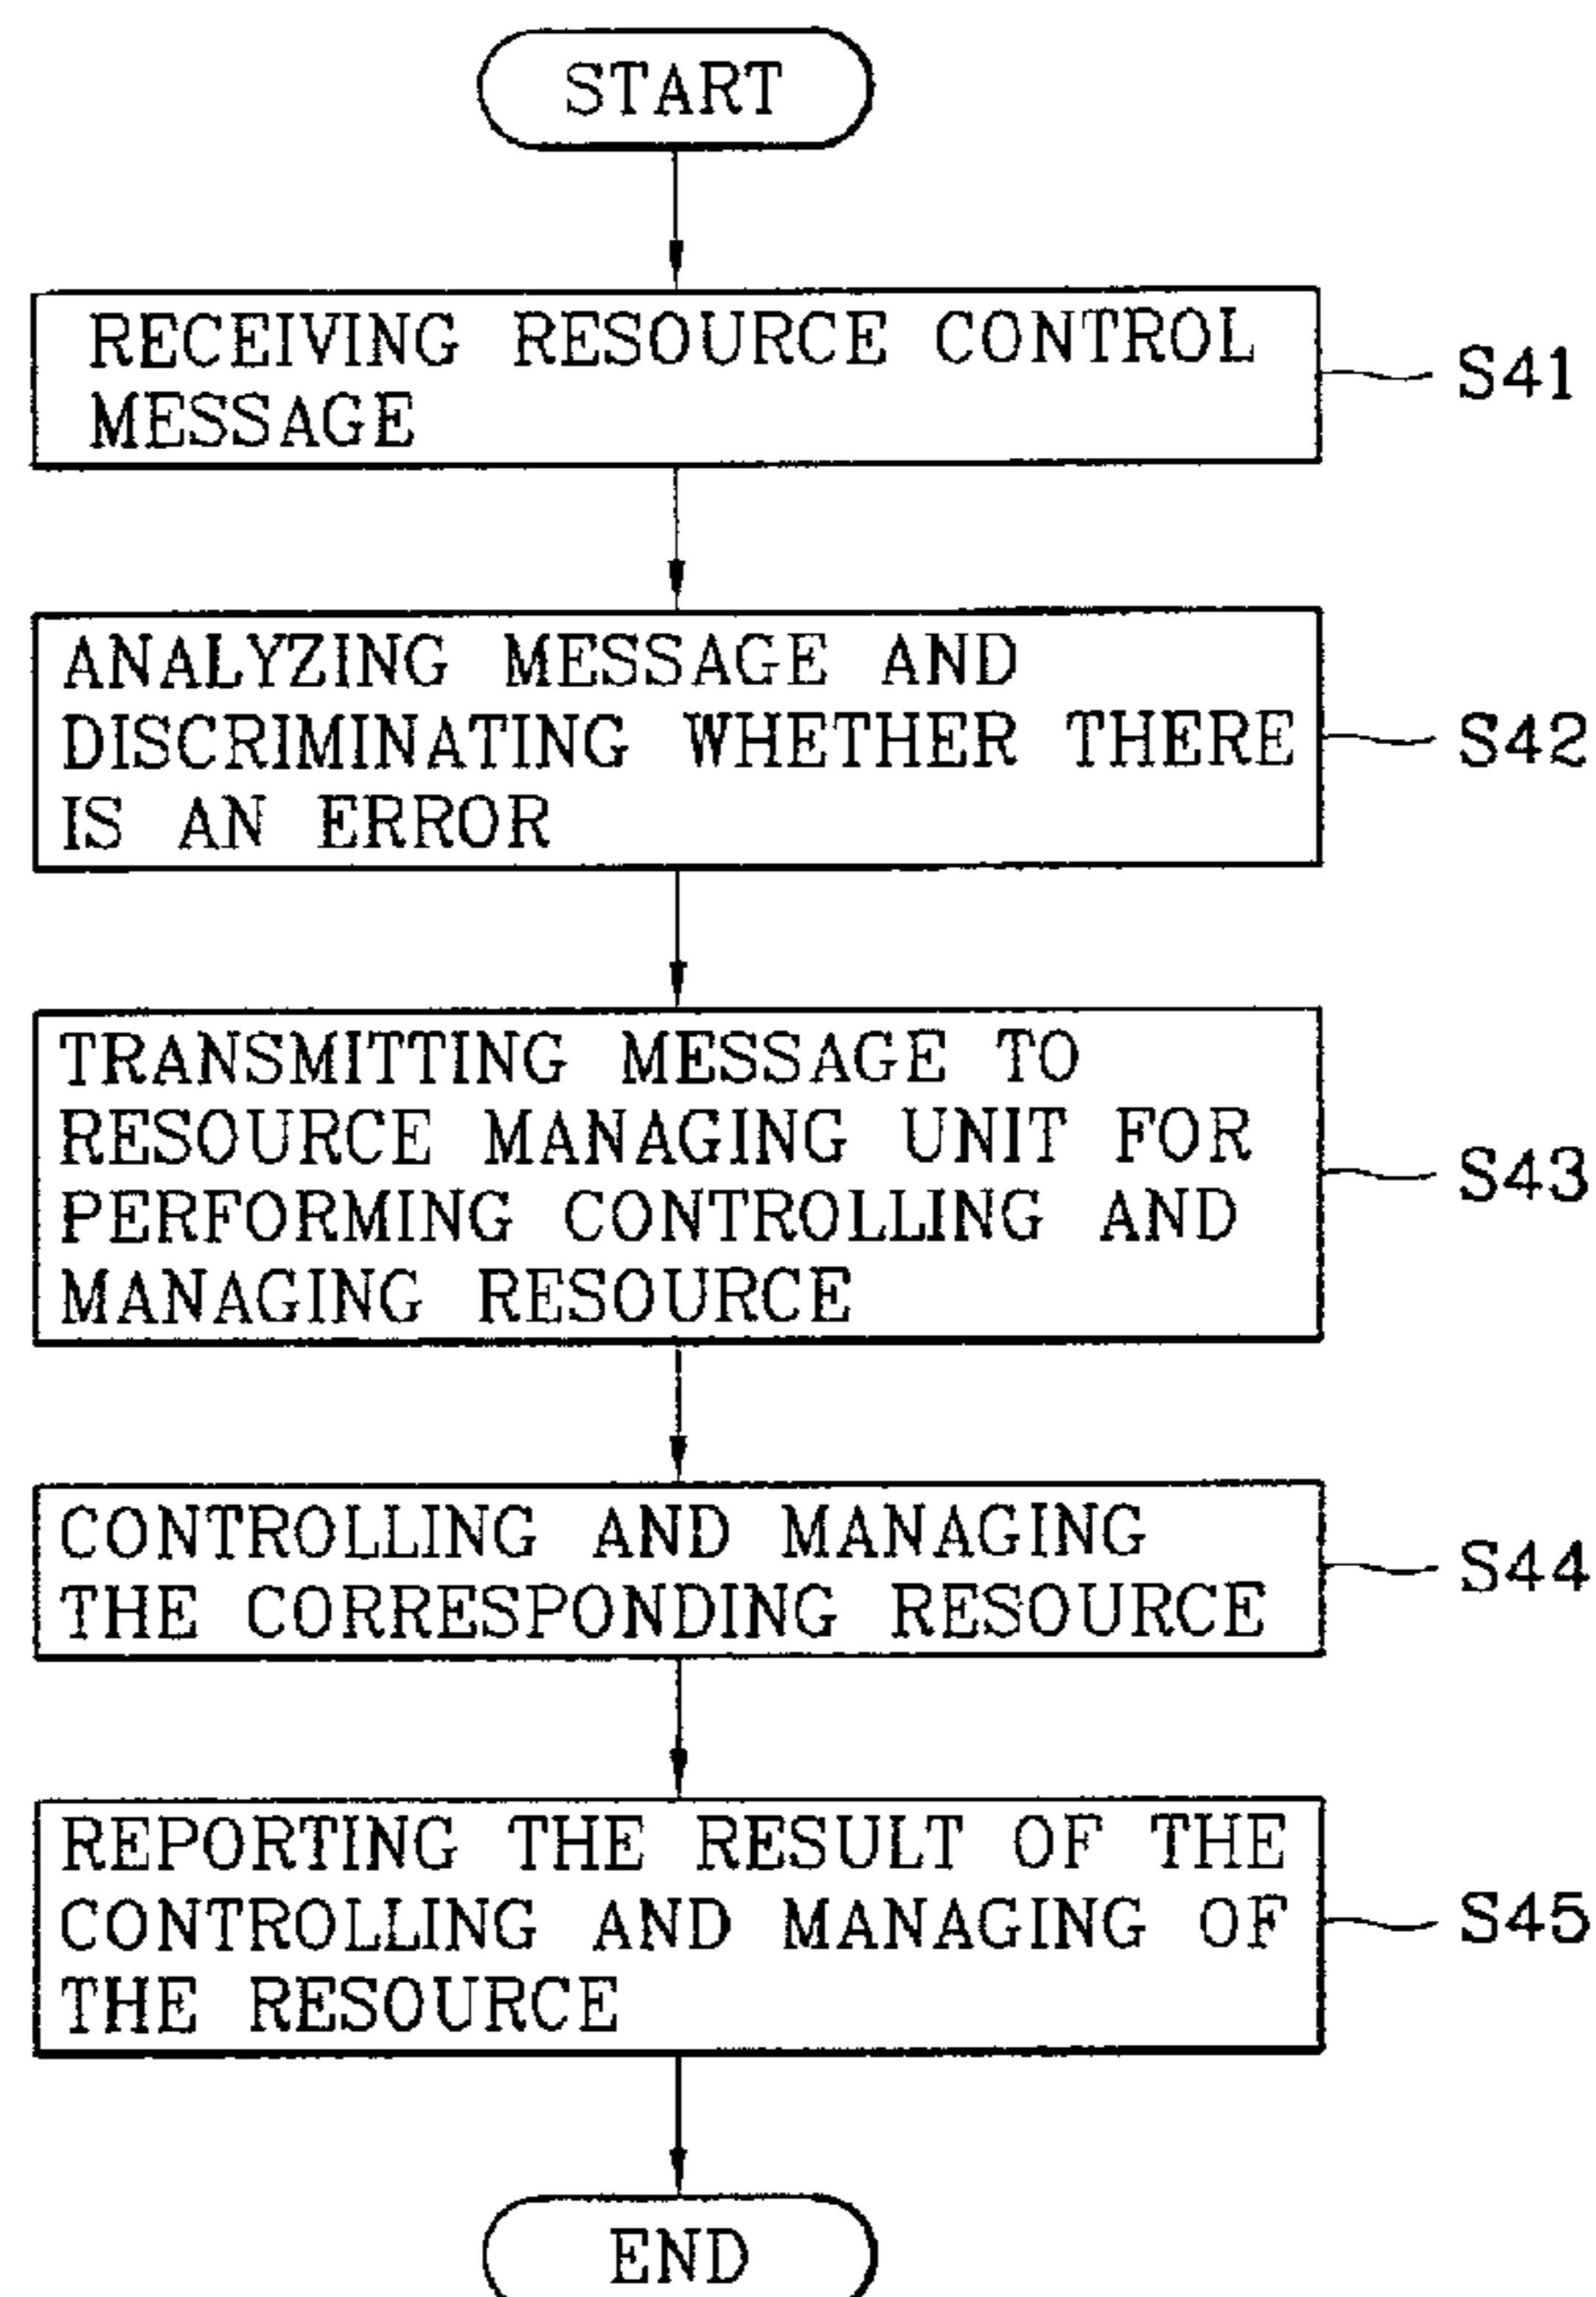 START
RECEIVING RESOURCE CONTROL
MESSAGE
S41
ANALYZING MESSAGE AND
DISCRIMINATING WHETHER THERE
IS AN ERROR
S42
TRANSMITTING MESSAGE TO
RESOURCE MANAGING UNIT FOR
PERFORMING CONTROLLING AND
MANAGING RESOURCE
S43
CONTROLLING AND MANAGING
THE CORRESPONDING RESOURCE
S44
REPORTING THE RESULT OF THE
CONTROLLING AND MANAGING OF
THE RESOURCE
S45
END